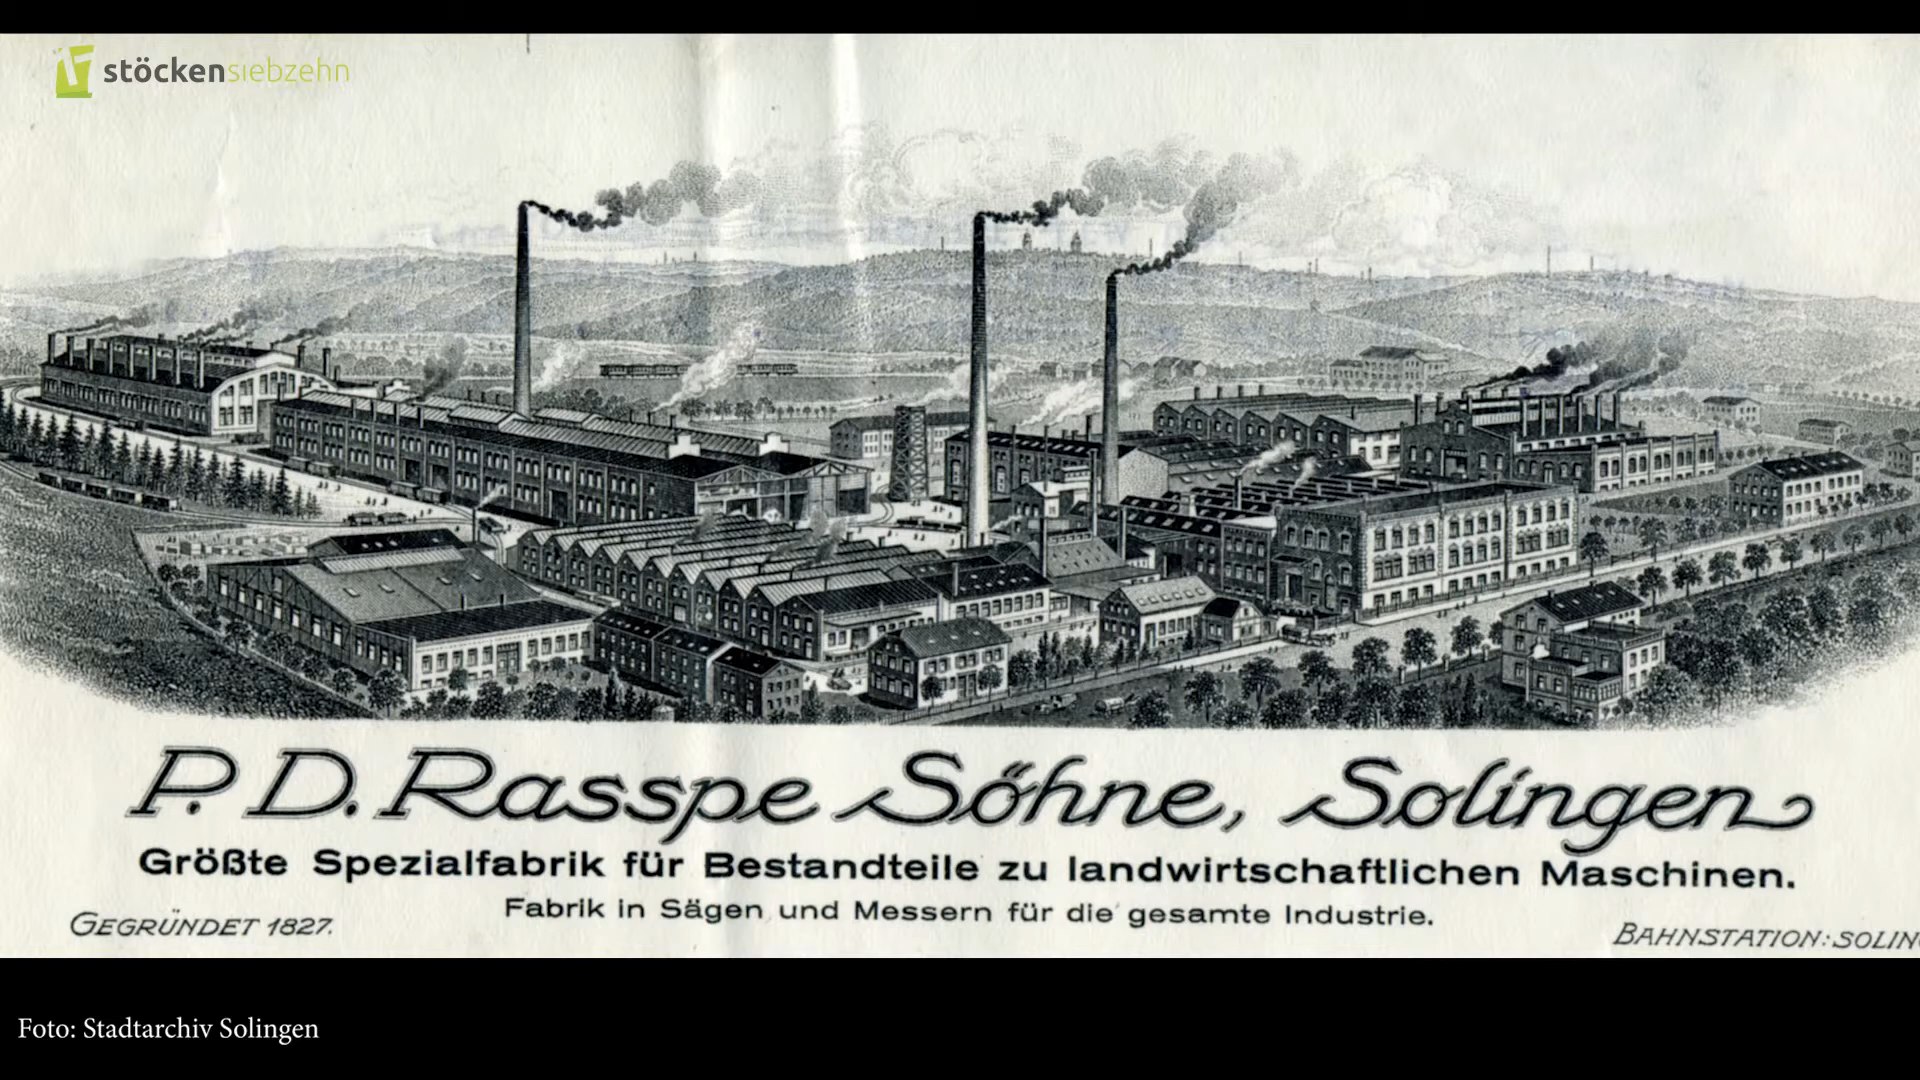 stöckensiebzehn
P. D. Rasspe Söhne, Solingen
Größte Spezialfabrik für Bestandteile zu landwirtschaftlichen Maschinen.
Fabrik in Sägen und Messern für die gesamte Industrie.
GEGRÜNDET 1827.
BAHNSTATION: SOLIN
Foto: Stadtarchiv Solingen